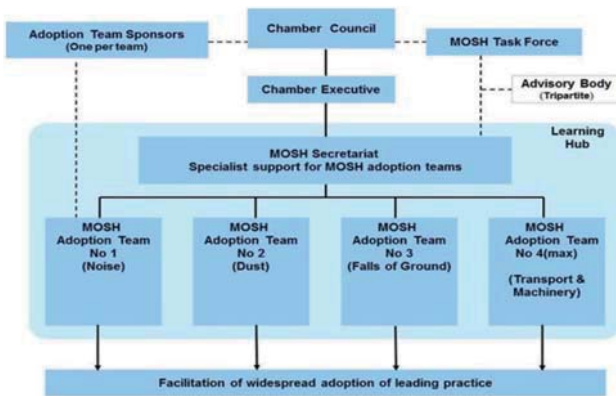 Adoption Team Sponsors
(One per team)
Chamber Council
MOSH Task Force
Chamber Executive
Advisory Body
(Tripartite)
Learning
Hub
MOSH Secretariat
Specialist support for MOSH adoption teams
MOSH
Adoption Team
No 1
(Noise)
MOSH
Adoption Team
No 2
(Dust)
MOSH
Adoption Team
No 3
(Falls of Ground)
MOSH
Adoption Team
No 4(max)
(Transport &
Machinery)
Facilitation of widespread adoption of leading practice